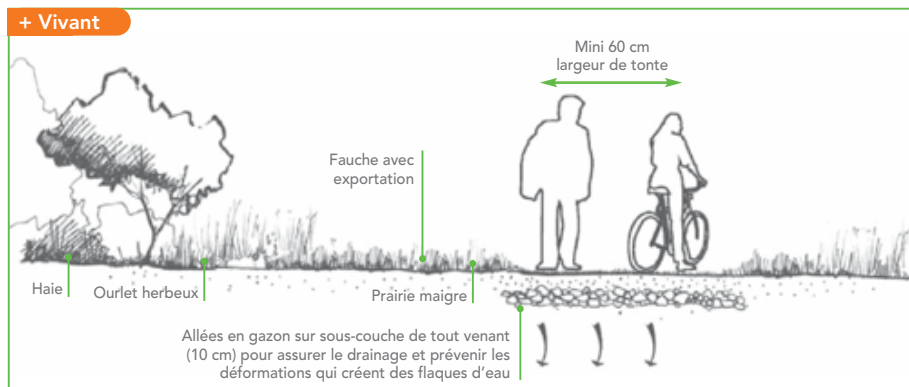 + Vivant
Mini 60 cm
largeur de tonte
Fauche avec
exportation
Haie
Ourlet herbeux
Prairie maigre
Allées en gazon sur sous-couche de tout venant
(10 cm) pour assurer le drainage et prévenir les
déformations qui créent des flaques d'eau